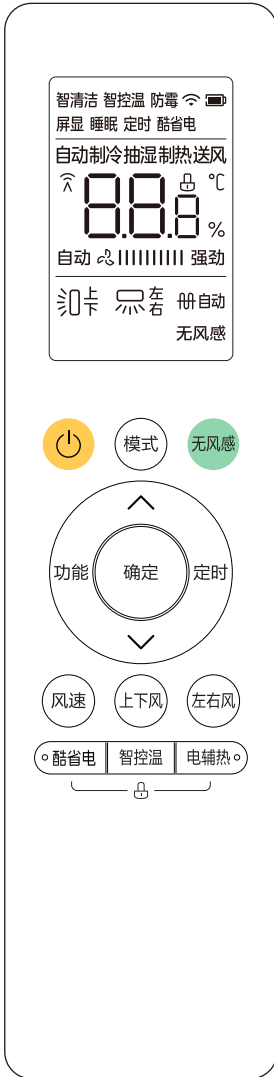 智清洁 智控温 防霉
屏显 睡眠 定时 酷省电
自动制冷抽湿制热送风
88.8 ℃
%
自动 强劲
上下 左右 自动
无风感
模式 无风感
功能 确定 定时
风速 上下风 左右风
酷省电 智控温 电辅热